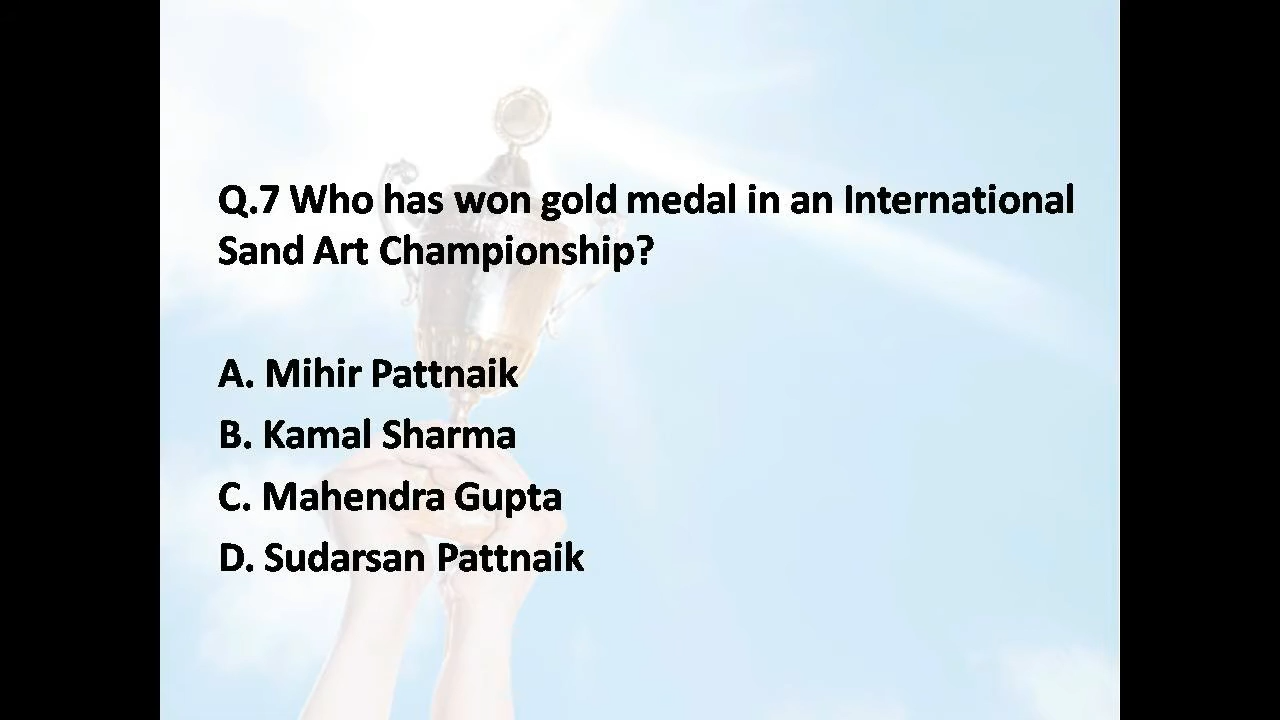 Q.7 Who has won gold medal in an International
Sand Art Championship?
A. Mihir Pattnaik
B. Kamal Sharma
C. Mahendra Gupta
D. Sudarsan Pattnaik